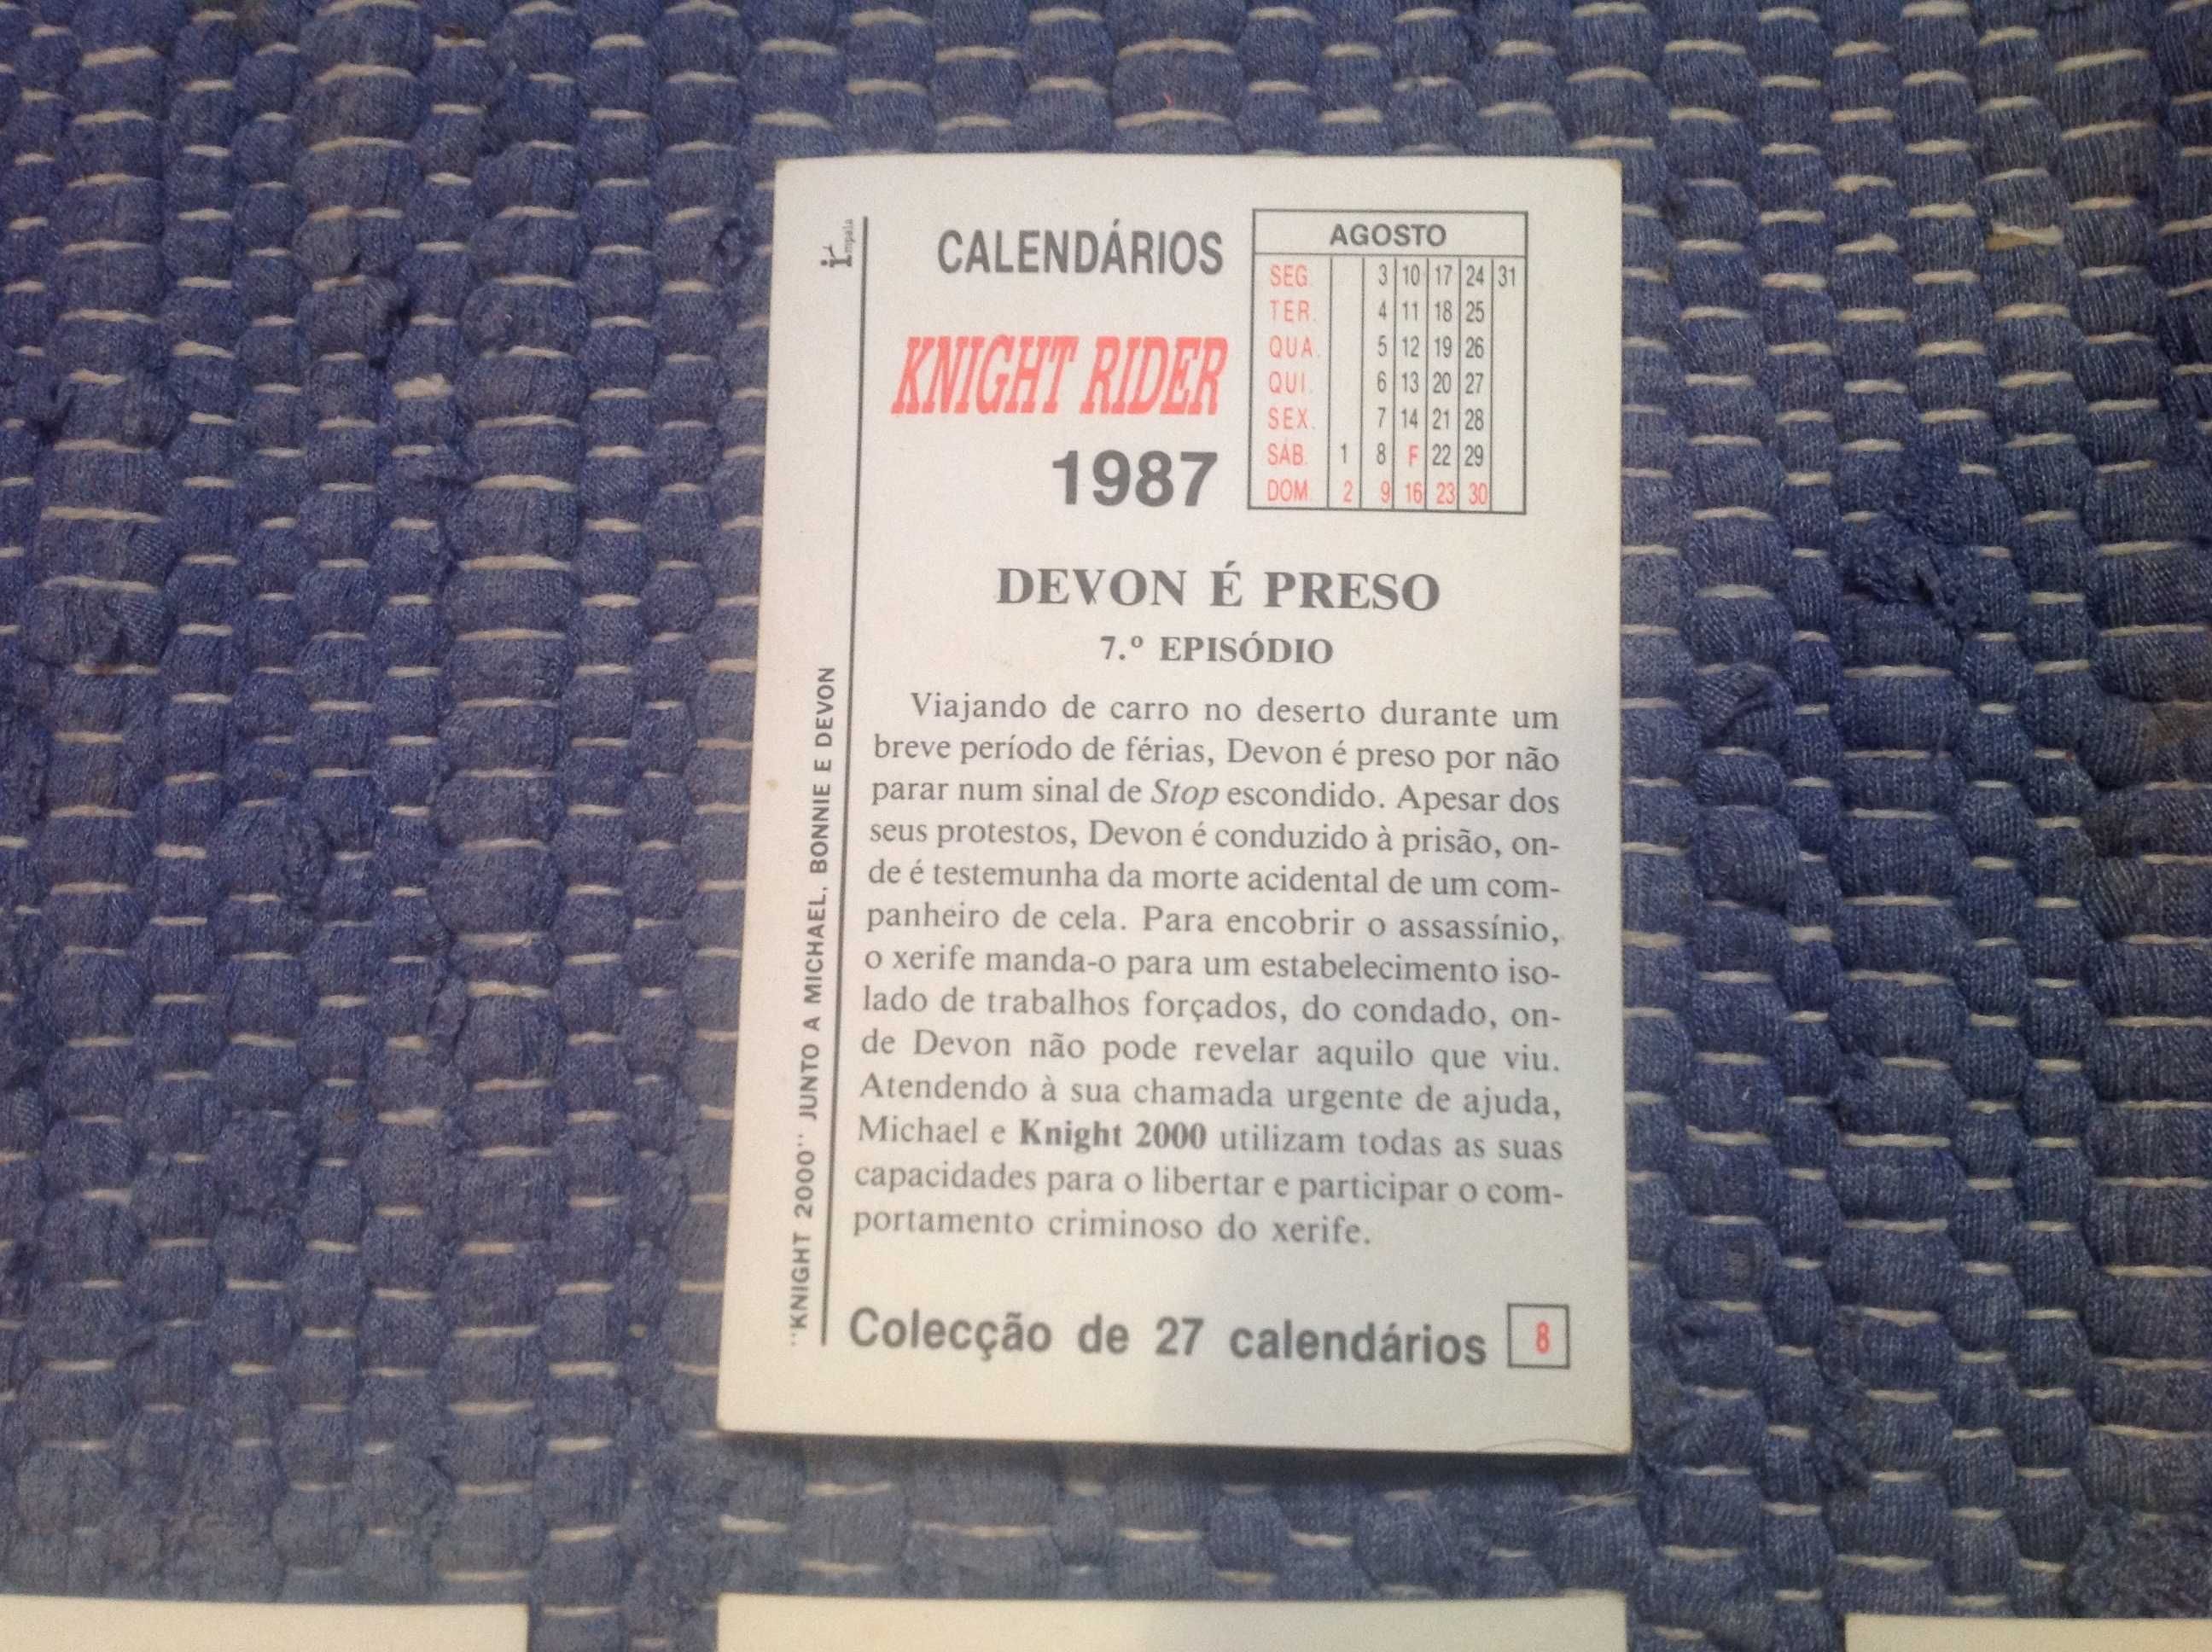 Impala
CALENDÁRIOS
KNIGHT RIDER
1987
AGOSTO
SEG. 3 10 17 24 31
TER. 4 11 18 25
QUA. 5 12 19 26
QUI. 6 13 20 27
SEX. 7 14 21 28
SÁB. 1 8 F 22 29
DOM. 2 9 16 23 30
DEVON É PRESO
7.º EPISÓDIO
Viajando de carro no deserto durante um
breve período de férias, Devon é preso por não
parar num sinal de Stop escondido. Apesar dos
seus protestos, Devon é conduzido à prisão, on-
de é testemunha da morte acidental de um com-
panheiro de cela. Para encobrir o assassínio,
o xerife manda-o para um estabelecimento iso-
lado de trabalhos forçados, do condado, on-
de Devon não pode revelar aquilo que viu.
Atendendo à sua chamada urgente de ajuda,
Michael e Knight 2000 utilizam todas as suas
capacidades para o libertar e participar o com-
portamento criminoso do xerife.
Colecção de 27 calendários 8
"KNIGHT 2000" JUNTO A MICHAEL, BONNIE E DEVON